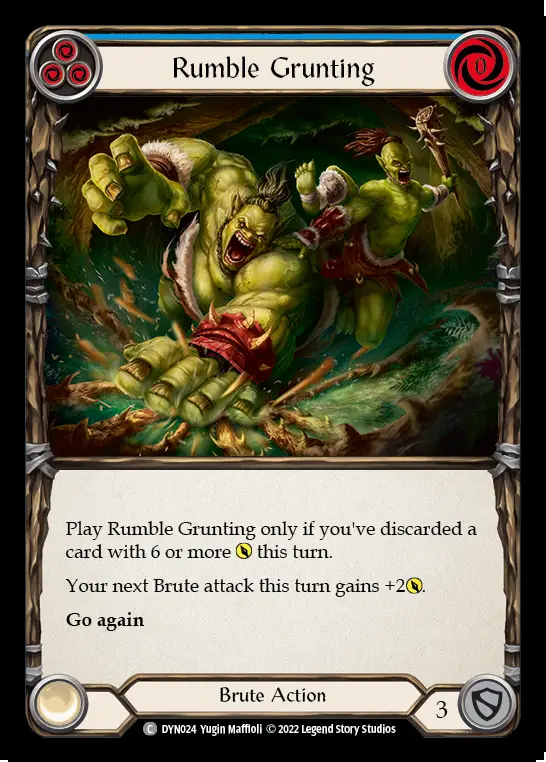 Rumble Grunting
0
Play Rumble Grunting only if you've discarded a
card with 6 or more this turn.
Your next Brute attack this turn gains +2.
Go again
Brute Action
3
C DYN024 Yugin Maffioli © 2022 Legend Story Studios